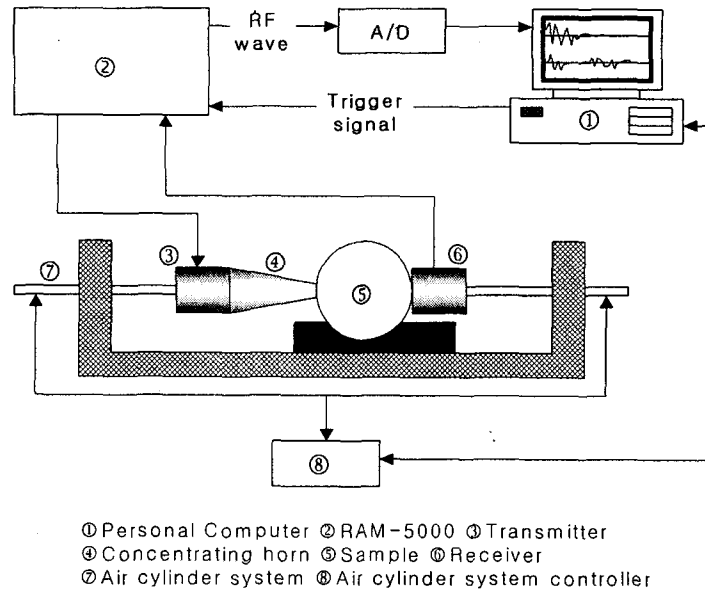 RF
wave
A/D
②
Trigger
signal
①
③
④
⑥
⑦
⑤
⑧
①Personal Computer ②RAM-5000 ③Transmitter
④Concentrating horn ⑤Sample ⑥Receiver
⑦Air cylinder system ⑧Air cylinder system controller